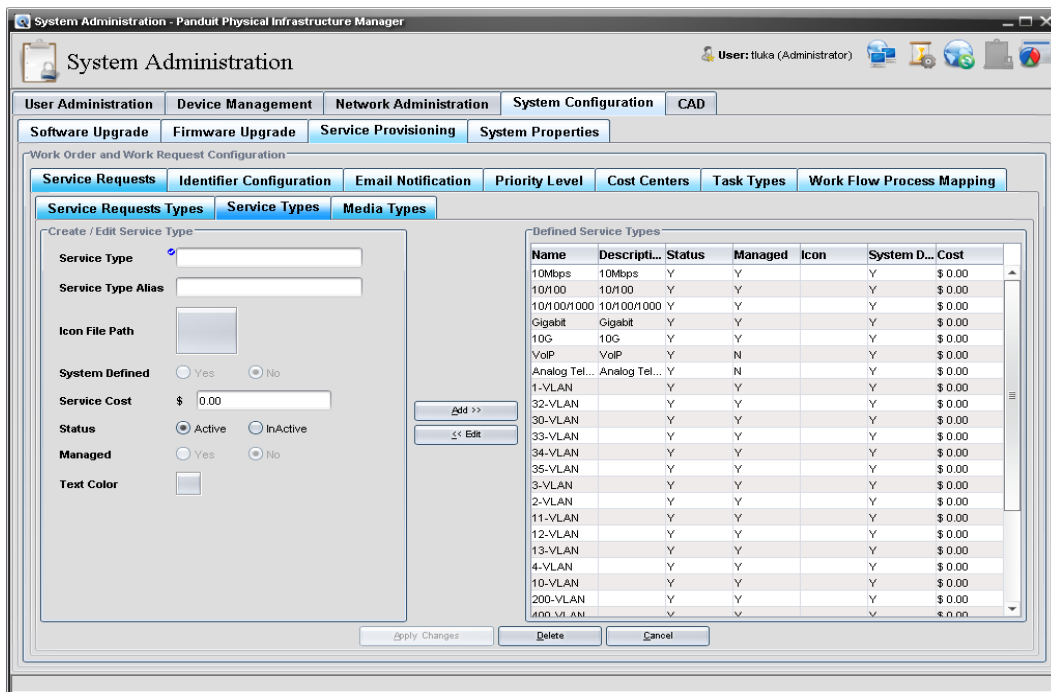 System Administration - Panduit Physical Infrastructure Manager
System Administration
User: tluka (Administrator)
User Administration Device Management Network Administration System Configuration CAD
Software Upgrade Firmware Upgrade Service Provisioning System Properties
Work Order and Work Request Configuration
Service Requests Identifier Configuration Email Notification Priority Level Cost Centers Task Types Work Flow Process Mapping
Service Requests Types Service Types Media Types
Create / Edit Service Type
Service Type
Service Type Alias
Icon File Path
System Defined Yes No
Service Cost $ 0.00
Status Active InActive
Managed Yes No
Text Color
Add >>
<< Edit
Defined Service Types
Name Descripti... Status Managed Icon System D... Cost
10Mbps 10Mbps Y Y Y $ 0.00
10/100 10/100 Y Y Y $ 0.00
10/100/1000 10/100/1000 Y Y Y $ 0.00
Gigabit Gigabit Y Y Y $ 0.00
10G 10G Y Y Y $ 0.00
VoIP VoIP Y N Y $ 0.00
Analog Tel... Analog Tel... Y N Y $ 0.00
1-VLAN Y Y Y $ 0.00
32-VLAN Y Y Y $ 0.00
30-VLAN Y Y Y $ 0.00
33-VLAN Y Y Y $ 0.00
34-VLAN Y Y Y $ 0.00
35-VLAN Y Y Y $ 0.00
3-VLAN Y Y Y $ 0.00
2-VLAN Y Y Y $ 0.00
11-VLAN Y Y Y $ 0.00
12-VLAN Y Y Y $ 0.00
13-VLAN Y Y Y $ 0.00
4-VLAN Y Y Y $ 0.00
10-VLAN Y Y Y $ 0.00
200-VLAN Y Y Y $ 0.00
400-VLAN Y Y Y $ 0.00
Apply Changes Delete Cancel